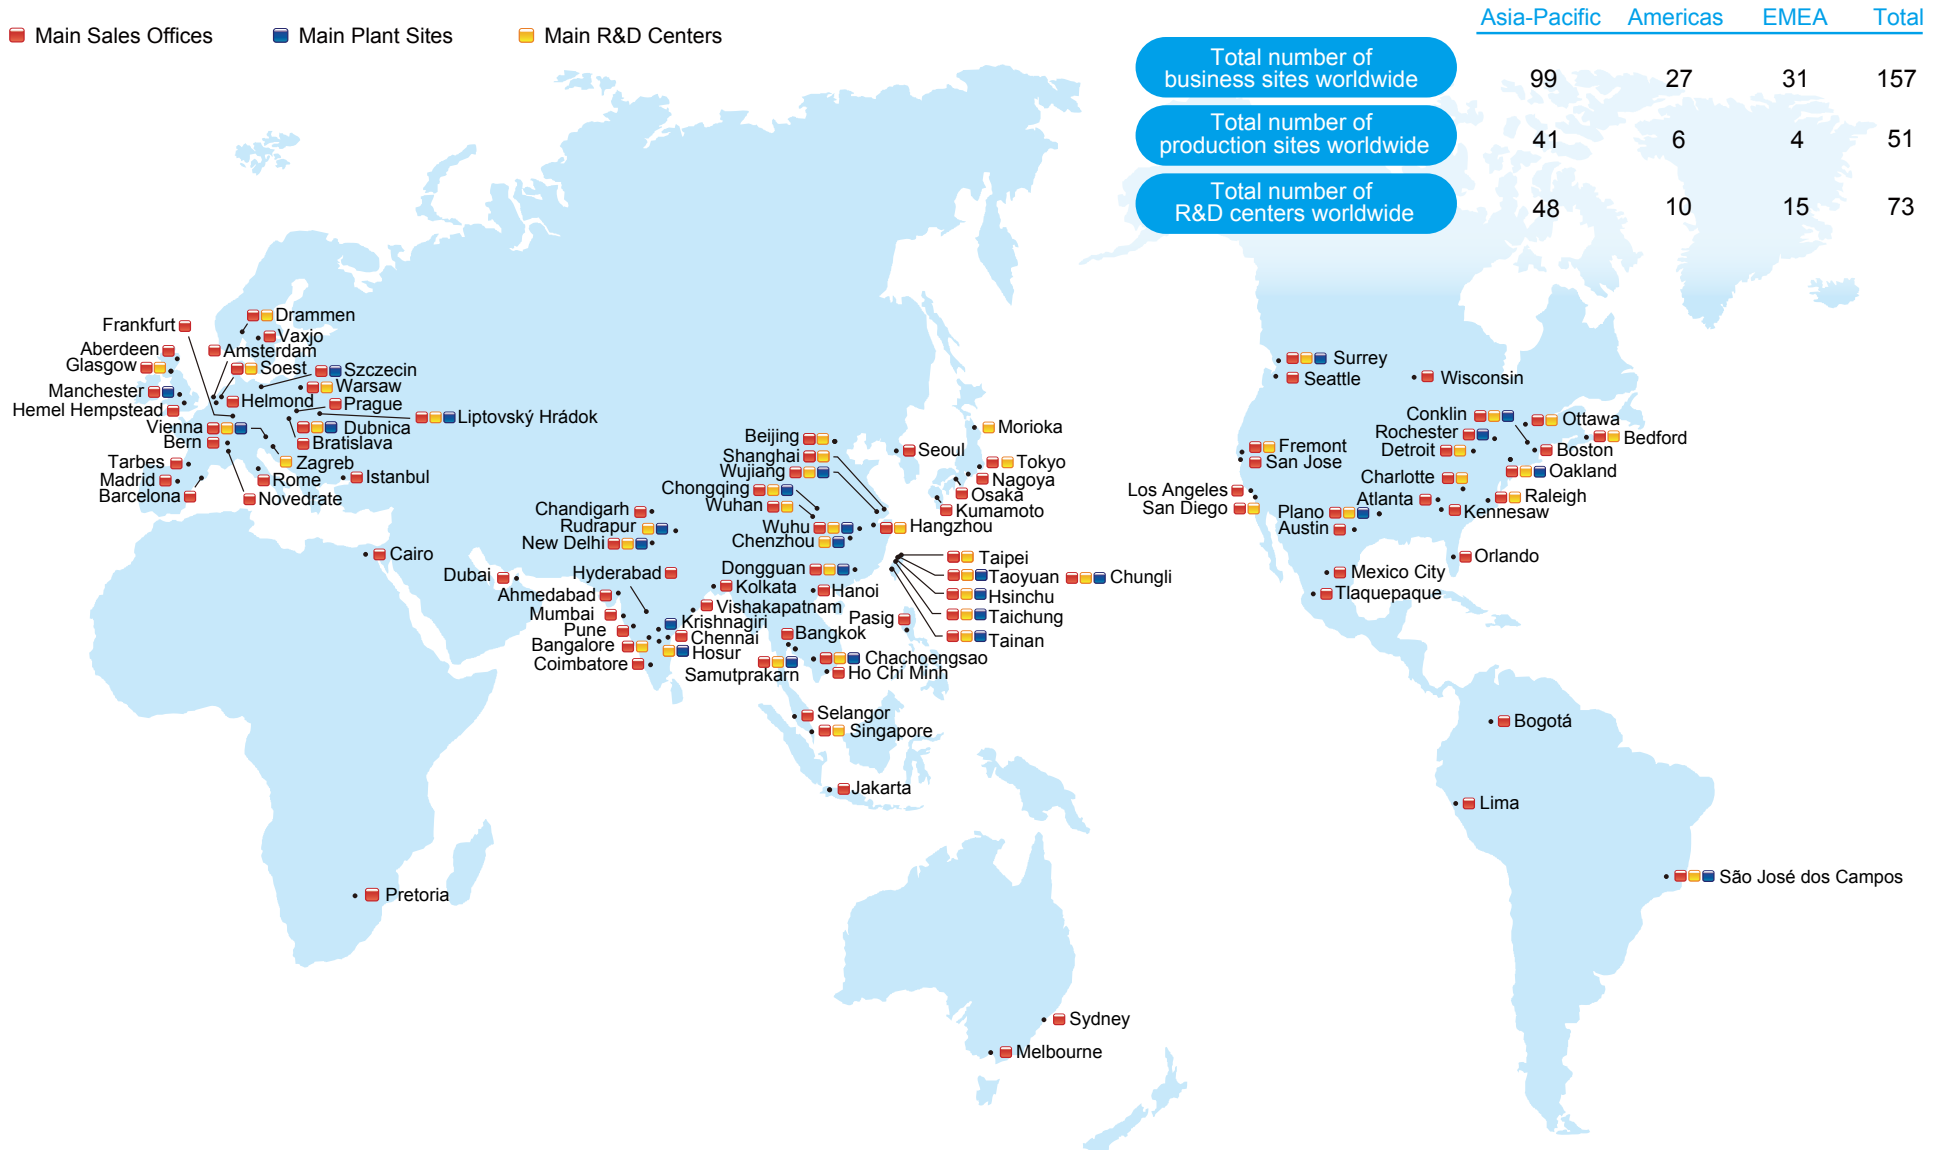 Main Sales Offices
Main Plant Sites
Main R&D Centers
Asia-Pacific Americas EMEA Total
Total number of
business sites worldwide
99 27 31 157
Total number of
production sites worldwide
41 6 4 51
Total number of
R&D centers worldwide
48 10 15 73
Frankfurt
Drammen
Vaxjo
Aberdeen
Amsterdam
Glasgow
Soest
Szczecin
Warsaw
Manchester
Helmond
Prague
Hemel Hempstead
Liptovský Hrádok
Vienna
Dubnica
Bern
Bratislava
Tarbes
Zagreb
Madrid
Rome
Istanbul
Barcelona
Novedrate
Cairo
Dubai
Pretoria
Beijing
Shanghai
Wujiang
Chongqing
Wuhan
Chandigarh
Rudrapur
New Delhi
Wuhu
Chenzhou
Hangzhou
Seoul
Morioka
Tokyo
Nagoya
Osaka
Kumamoto
Hyderabad
Ahmedabad
Mumbai
Pune
Bangalore
Coimbatore
Kolkata
Vishakapatnam
Krishnagiri
Chennai
Hosur
Dongguan
Hanoi
Pasig
Bangkok
Samutprakarn
Chachoengsao
Ho Chi Minh
Taipei
Taoyuan
Chungli
Hsinchu
Taichung
Tainan
Selangor
Singapore
Jakarta
Sydney
Melbourne
Surrey
Seattle
Wisconsin
Conklin
Ottawa
Rochester
Bedford
Detroit
Boston
Fremont
San Jose
Oakland
Charlotte
Los Angeles
San Diego
Atlanta
Raleigh
Plano
Kennesaw
Austin
Orlando
Mexico City
Tlaquepaque
Bogotá
Lima
São José dos Campos